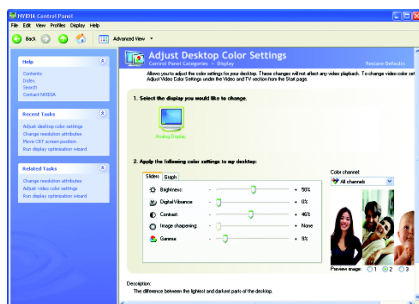 NVIDIA Control Panel
File Edit View Profiles Display Help
Back
Advanced View
Help
Contents
Index
Search
Contact NVIDIA
Recent Tasks
Adjust desktop color settings
Change resolution attributes
Move CRT screen position
Run display optimization wizard
Related Tasks
Change resolution attributes
Adjust video color settings
Run display optimization wizard
Adjust Desktop Color Settings
Control Panel Categories - Display
Restore Defaults
Allows you to adjust the color settings for your desktop. These changes will not affect any video playback. To change video color set
Adjust Video Color Settings under the Video and TV section from the Start page.
1. Select the display you would like to change.
Analog Display
2. Apply the following color settings to my desktop:
Slides Graph
Brightness: - + 50%
Digital Vibrance: - + 0%
Contrast: - + 46%
Image sharpening: - + None
Gamma: - + 9%
Color channel:
All channels
Preview image: 1 2 3
Description:
The difference between the lightest and darkest parts of the desktop.